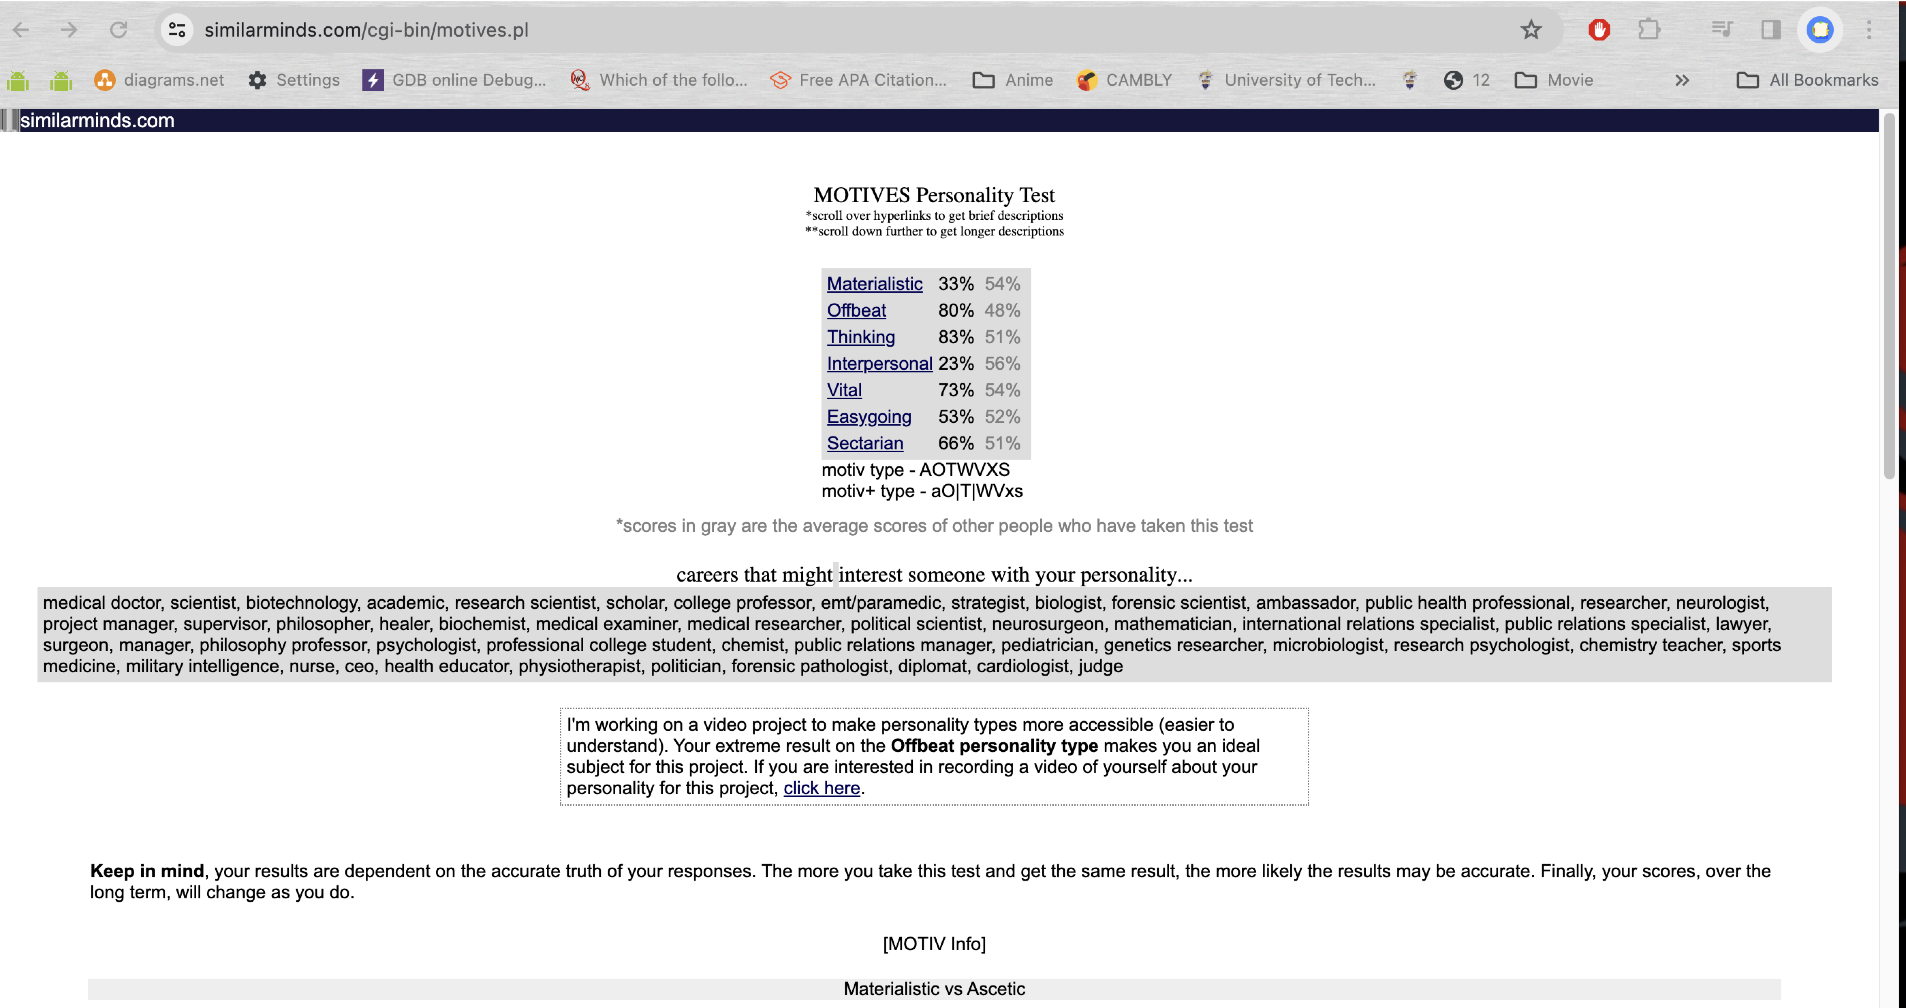 similarminds.com/cgi-bin/motives.pl
diagrams.net Settings GDB online Debug... Which of the follo... Free APA Citation... Anime CAMBLY University of Tech... 12 Movie » All Bookmarks
similarminds.com
MOTIVES Personality Test
*scroll over hyperlinks to get brief descriptions
**scroll down further to get longer descriptions
Materialistic 33% 54%
Offbeat 80% 48%
Thinking 83% 51%
Interpersonal 23% 56%
Vital 73% 54%
Easygoing 53% 52%
Sectarian 66% 51%
motiv type - AOTWVXS
motiv+ type - aO|T|WVxs
*scores in gray are the average scores of other people who have taken this test
careers that might interest someone with your personality...
medical doctor, scientist, biotechnology, academic, research scientist, scholar, college professor, emt/paramedic, strategist, biologist, forensic scientist, ambassador, public health professional, researcher, neurologist,
project manager, supervisor, philosopher, healer, biochemist, medical examiner, medical researcher, political scientist, neurosurgeon, mathematician, international relations specialist, public relations specialist, lawyer,
surgeon, manager, philosophy professor, psychologist, professional college student, chemist, public relations manager, pediatrician, genetics researcher, microbiologist, research psychologist, chemistry teacher, sports
medicine, military intelligence, nurse, ceo, health educator, physiotherapist, politician, forensic pathologist, diplomat, cardiologist, judge
I'm working on a video project to make personality types more accessible (easier to
understand). Your extreme result on the Offbeat personality type makes you an ideal
subject for this project. If you are interested in recording a video of yourself about your
personality for this project, click here.
Keep in mind, your results are dependent on the accurate truth of your responses. The more you take this test and get the same result, the more likely the results may be accurate. Finally, your scores, over the
long term, will change as you do.
[MOTIV Info]
Materialistic vs Ascetic